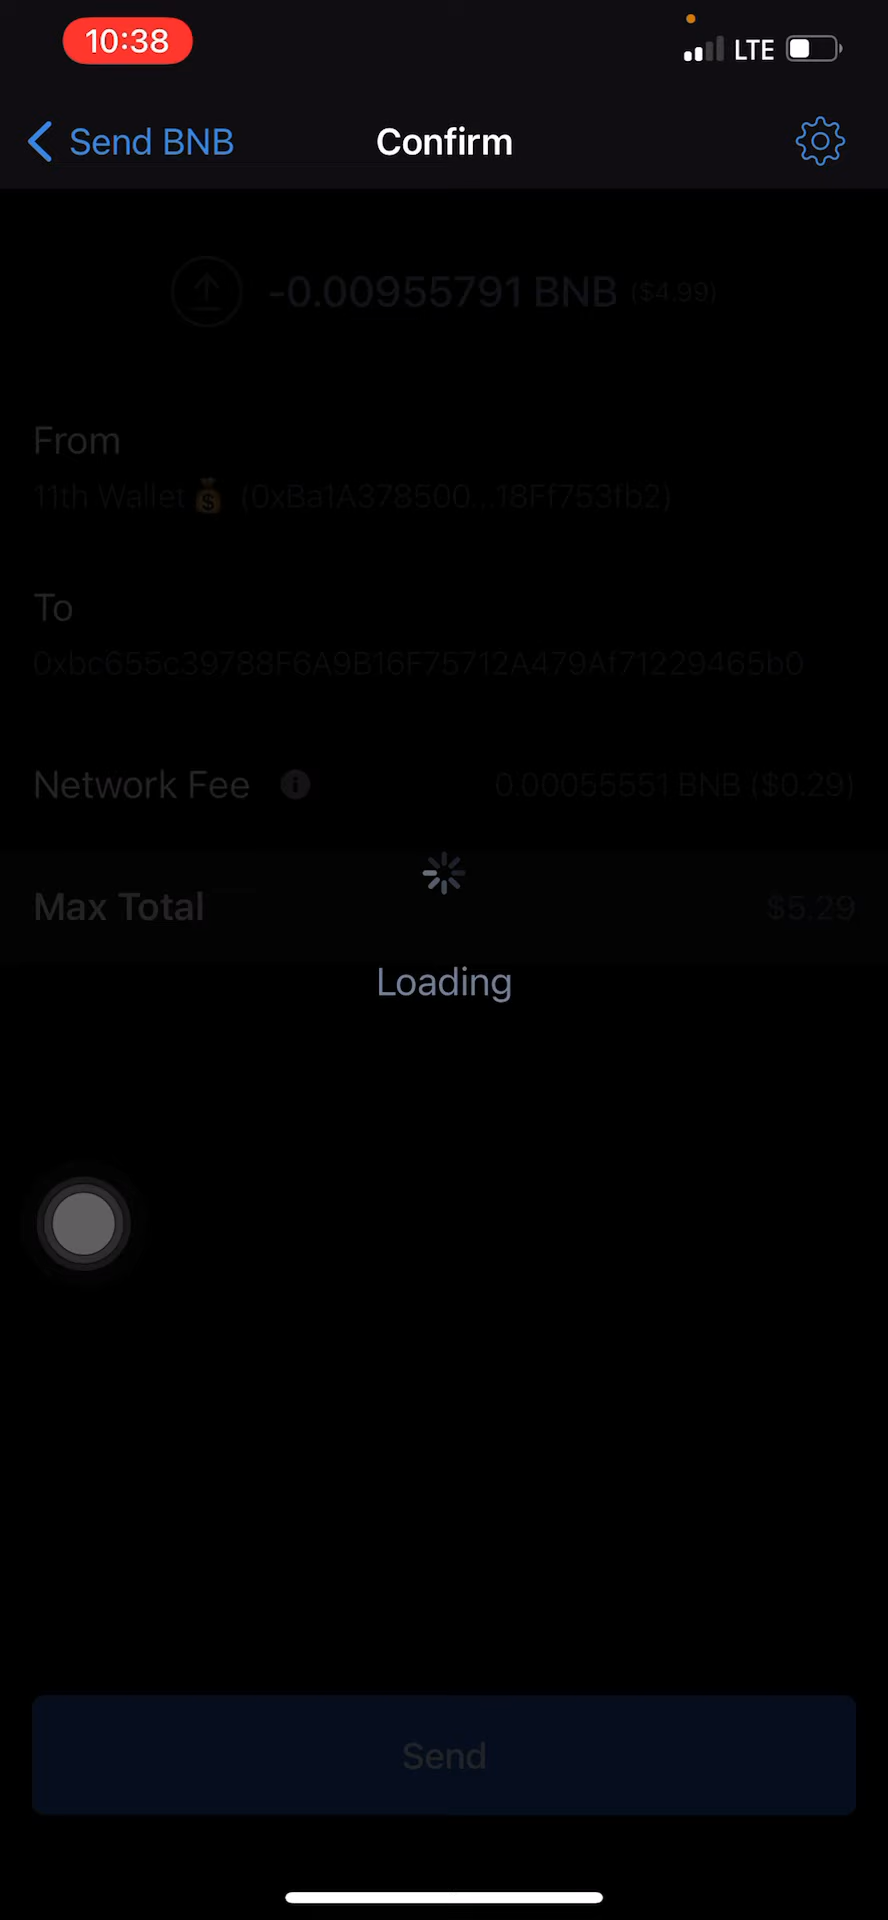 10:38
LTE
Send BNB
Confirm
-0.00955791 BNB ($4.99)
From
11th Wallet💰 (0xBa1A378500...18Ff753fb2)
To
0xbc655c39788F6A9B16F75712A479Af71229465b0
Network Fee
0.00055551 BNB ($0.29)
Max Total
$5.29
Loading
Send